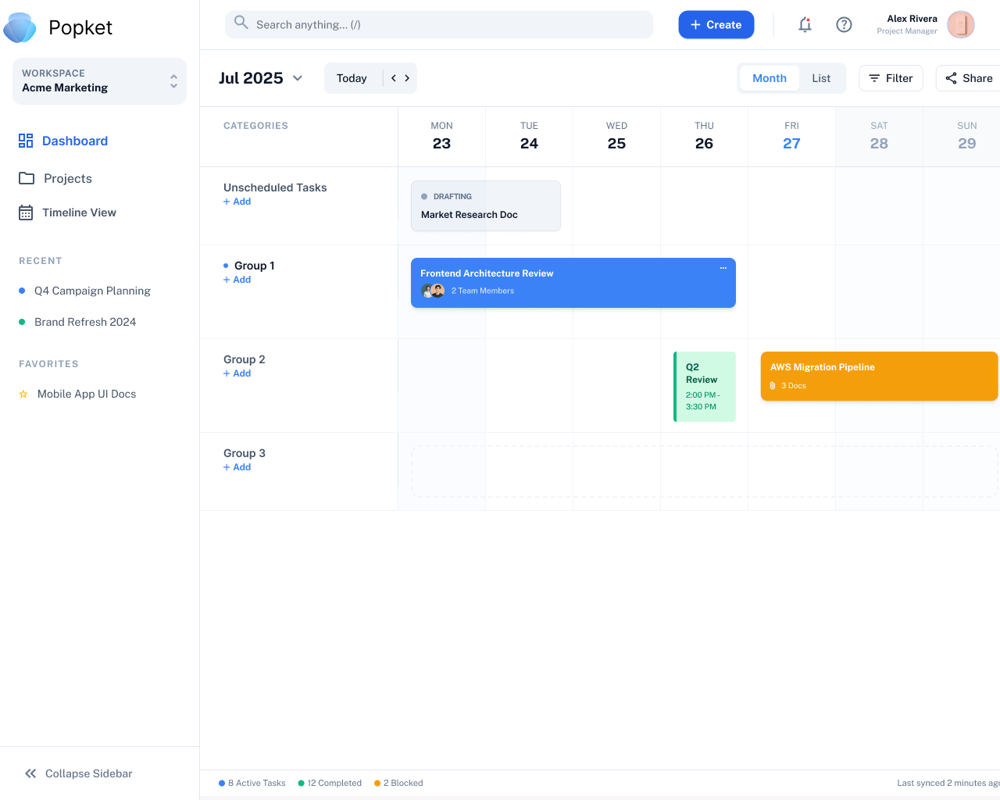 Popket
WORKSPACE
Acme Marketing
Dashboard
Projects
Timeline View
RECENT
Q4 Campaign Planning
Brand Refresh 2024
FAVORITES
Mobile App UI Docs
Collapse Sidebar
Search anything... (/)
+ Create
Alex Rivera
Project Manager
Jul 2025
Today
Month
List
Filter
Share
CATEGORIES
MON
23
TUE
24
WED
25
THU
26
FRI
27
SAT
28
SUN
29
Unscheduled Tasks
+ Add
DRAFTING
Market Research Doc
Group 1
+ Add
Frontend Architecture Review
2 Team Members
Group 2
+ Add
Q2
Review
2:00 PM -
3:30 PM
AWS Migration Pipeline
3 Docs
Group 3
+ Add
8 Active Tasks
12 Completed
2 Blocked
Last synced 2 minutes ago